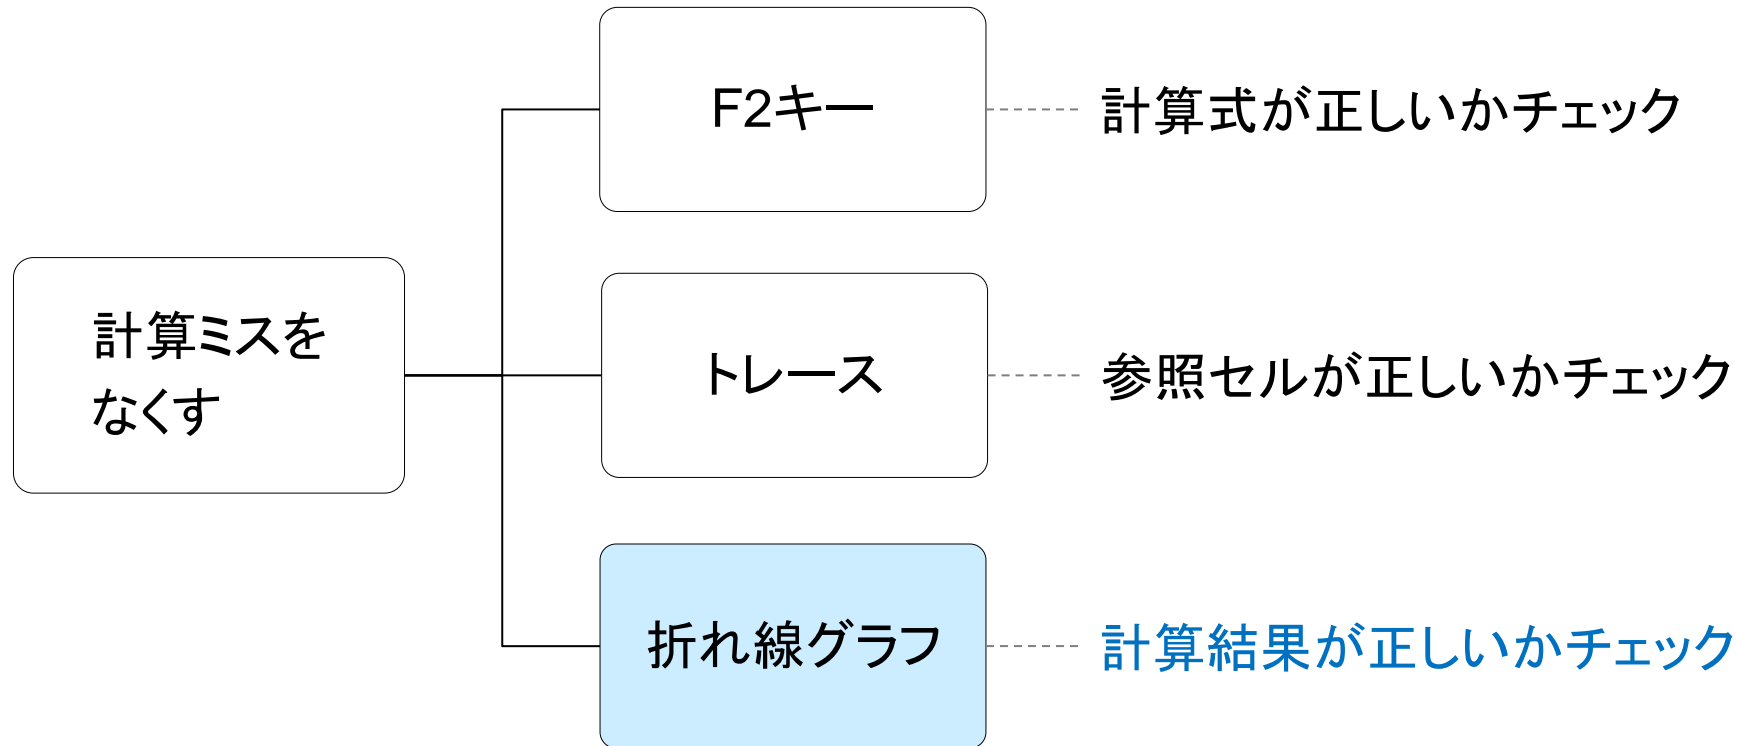 F2キー
計算式が正しいかチェック
計算ミスを
なくす
トレース
参照セルが正しいかチェック
折れ線グラフ
計算結果が正しいかチェック